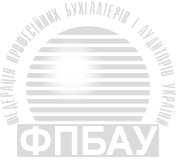 ФЕДЕРАЦІЯ ПРОФЕСІЙНИХ БУХГАЛТЕРІВ І АУДИТОРІВ УКРАЇНИ
ФПБАУ